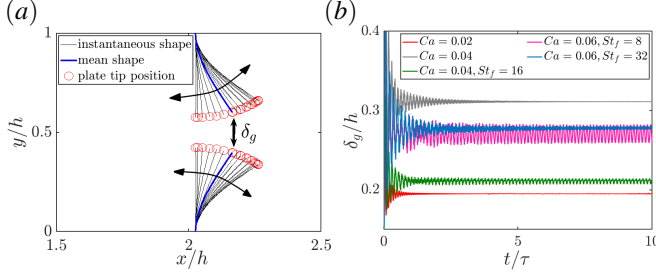 (a)
1
0.5
0
y/h
instantaneous shape
mean shape
plate tip position
δg
1.5
2
2.5
x/h
(b)
0.4
0.3
0.2
δg/h
Ca = 0.02
Ca = 0.04
Ca = 0.04, Stf = 16
Ca = 0.06, Stf = 8
Ca = 0.06, Stf = 32
0
5
10
t/τ